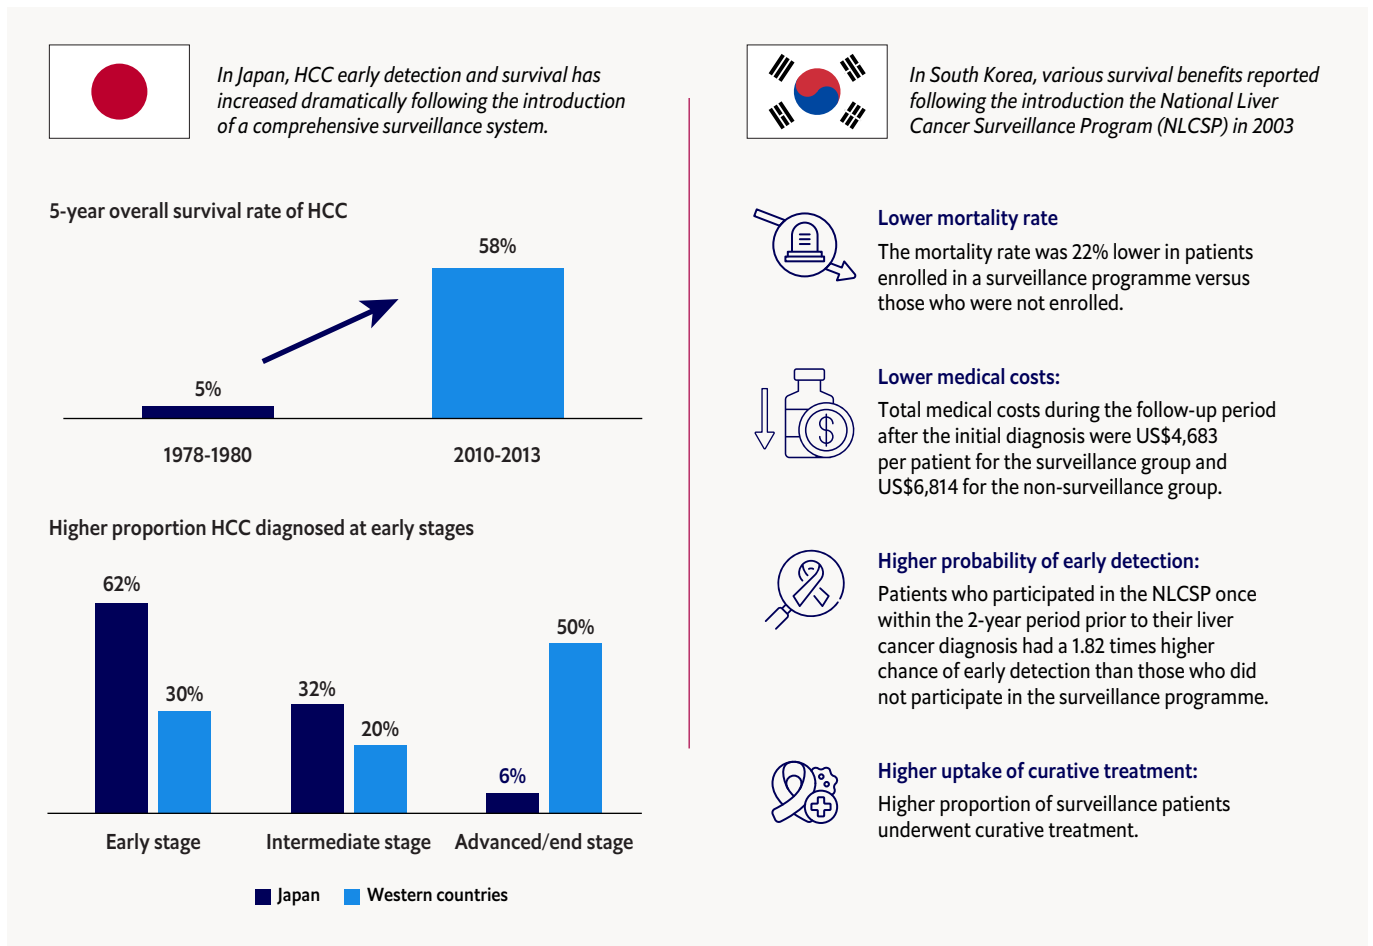 In Japan, HCC early detection and survival has
increased dramatically following the introduction
of a comprehensive surveillance system.
5-year overall survival rate of HCC
58%
5%
1978-1980
2010-2013
Higher proportion HCC diagnosed at early stages
62%
30%
32%
20%
6%
50%
Early stage
Intermediate stage
Advanced/end stage
Japan
Western countries
In South Korea, various survival benefits reported
following the introduction the National Liver
Cancer Surveillance Program (NLCSP) in 2003
Lower mortality rate
The mortality rate was 22% lower in patients
enrolled in a surveillance programme versus
those who were not enrolled.
Lower medical costs:
$
Total medical costs during the follow-up period
after the initial diagnosis were US$4,683
per patient for the surveillance group and
US$6,814 for the non-surveillance group.
Higher probability of early detection:
Patients who participated in the NLCSP once
within the 2-year period prior to their liver
cancer diagnosis had a 1.82 times higher
chance of early detection than those who did
not participate in the surveillance programme.
Higher uptake of curative treatment:
Higher proportion of surveillance patients
underwent curative treatment.